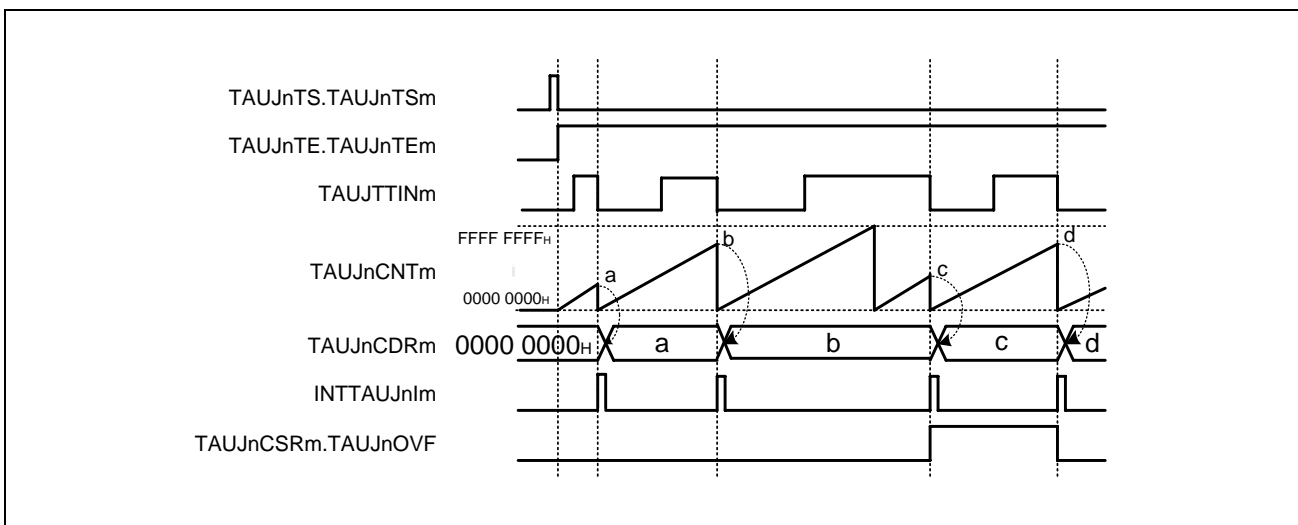 TAUJnTS.TAUJnTSm
TAUJnTE.TAUJnTEm
TAUJTTINm
FFFF FFFFH
TAUJnCNTm
0000 0000H
a
b
c
d
TAUJnCDRm
0000 0000H
a
b
c
d
INTTAUJnIm
TAUJnCSRm.TAUJnOVF